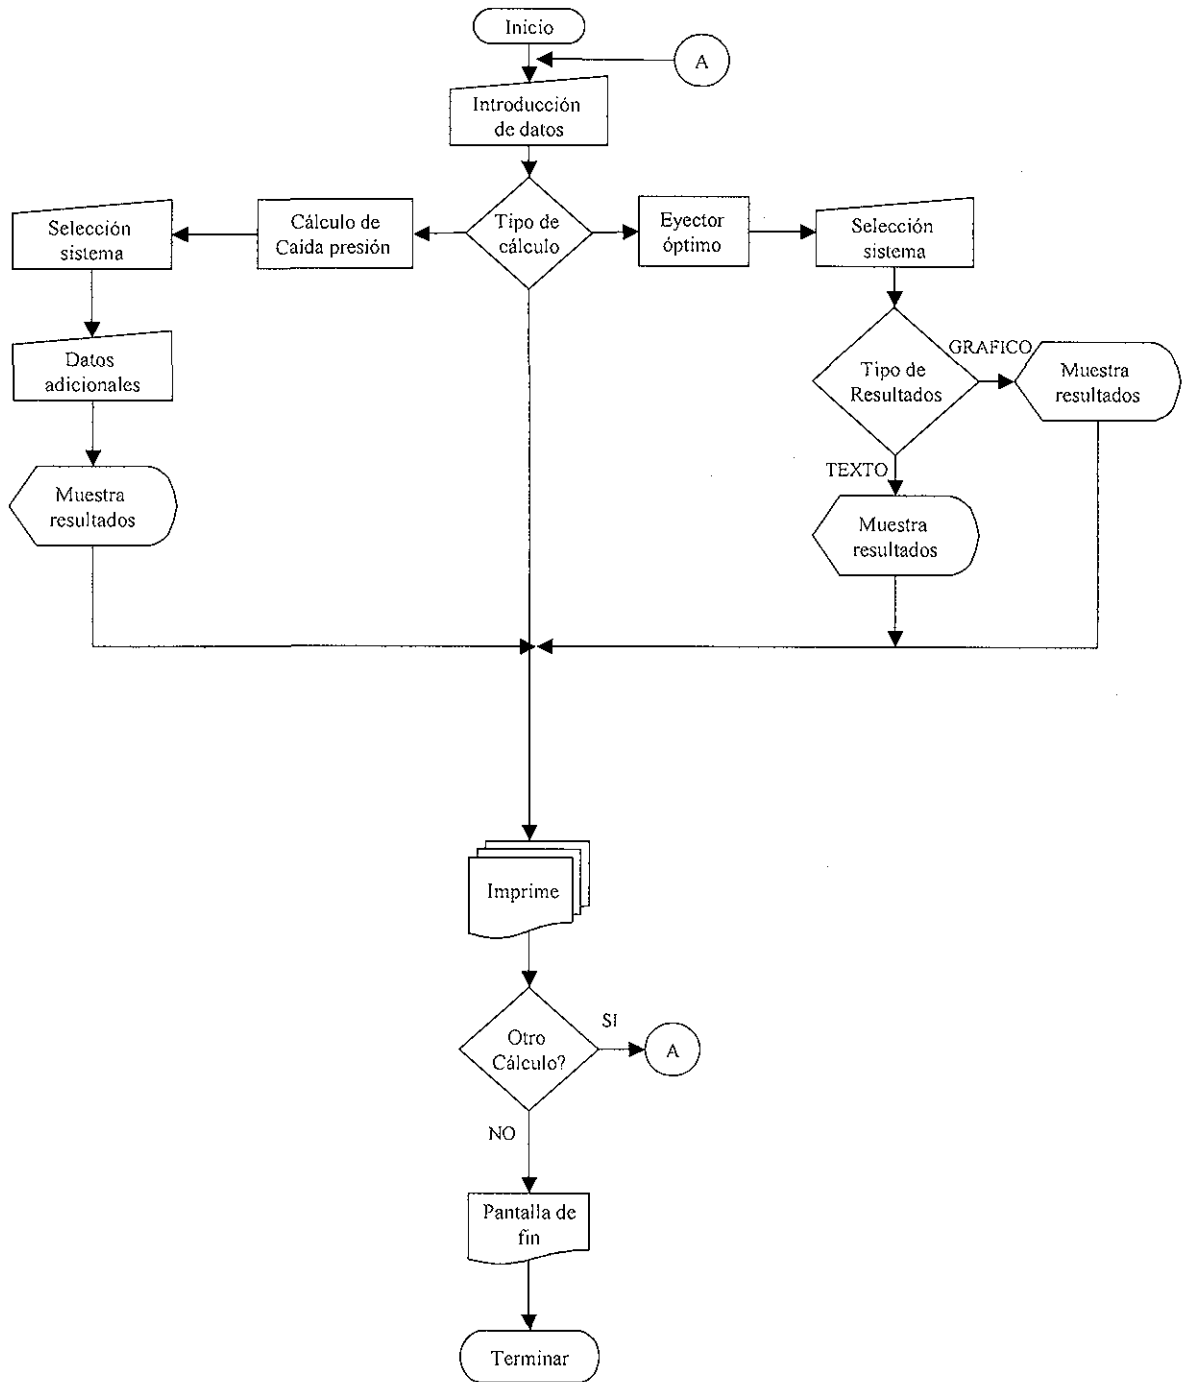 Inicio
A
Introducción
de datos
Selección
sistema
Cálculo de
Caida presión
Tipo de
cálculo
Eyector
óptimo
Selección
sistema
Datos
adicionales
Tipo de
Resultados
GRAFICO
Muestra
resultados
TEXTO
Muestra
resultados
Muestra
resultados
Imprime
Otro
Cálculo?
SI
A
NO
Pantalla de
fin
Terminar